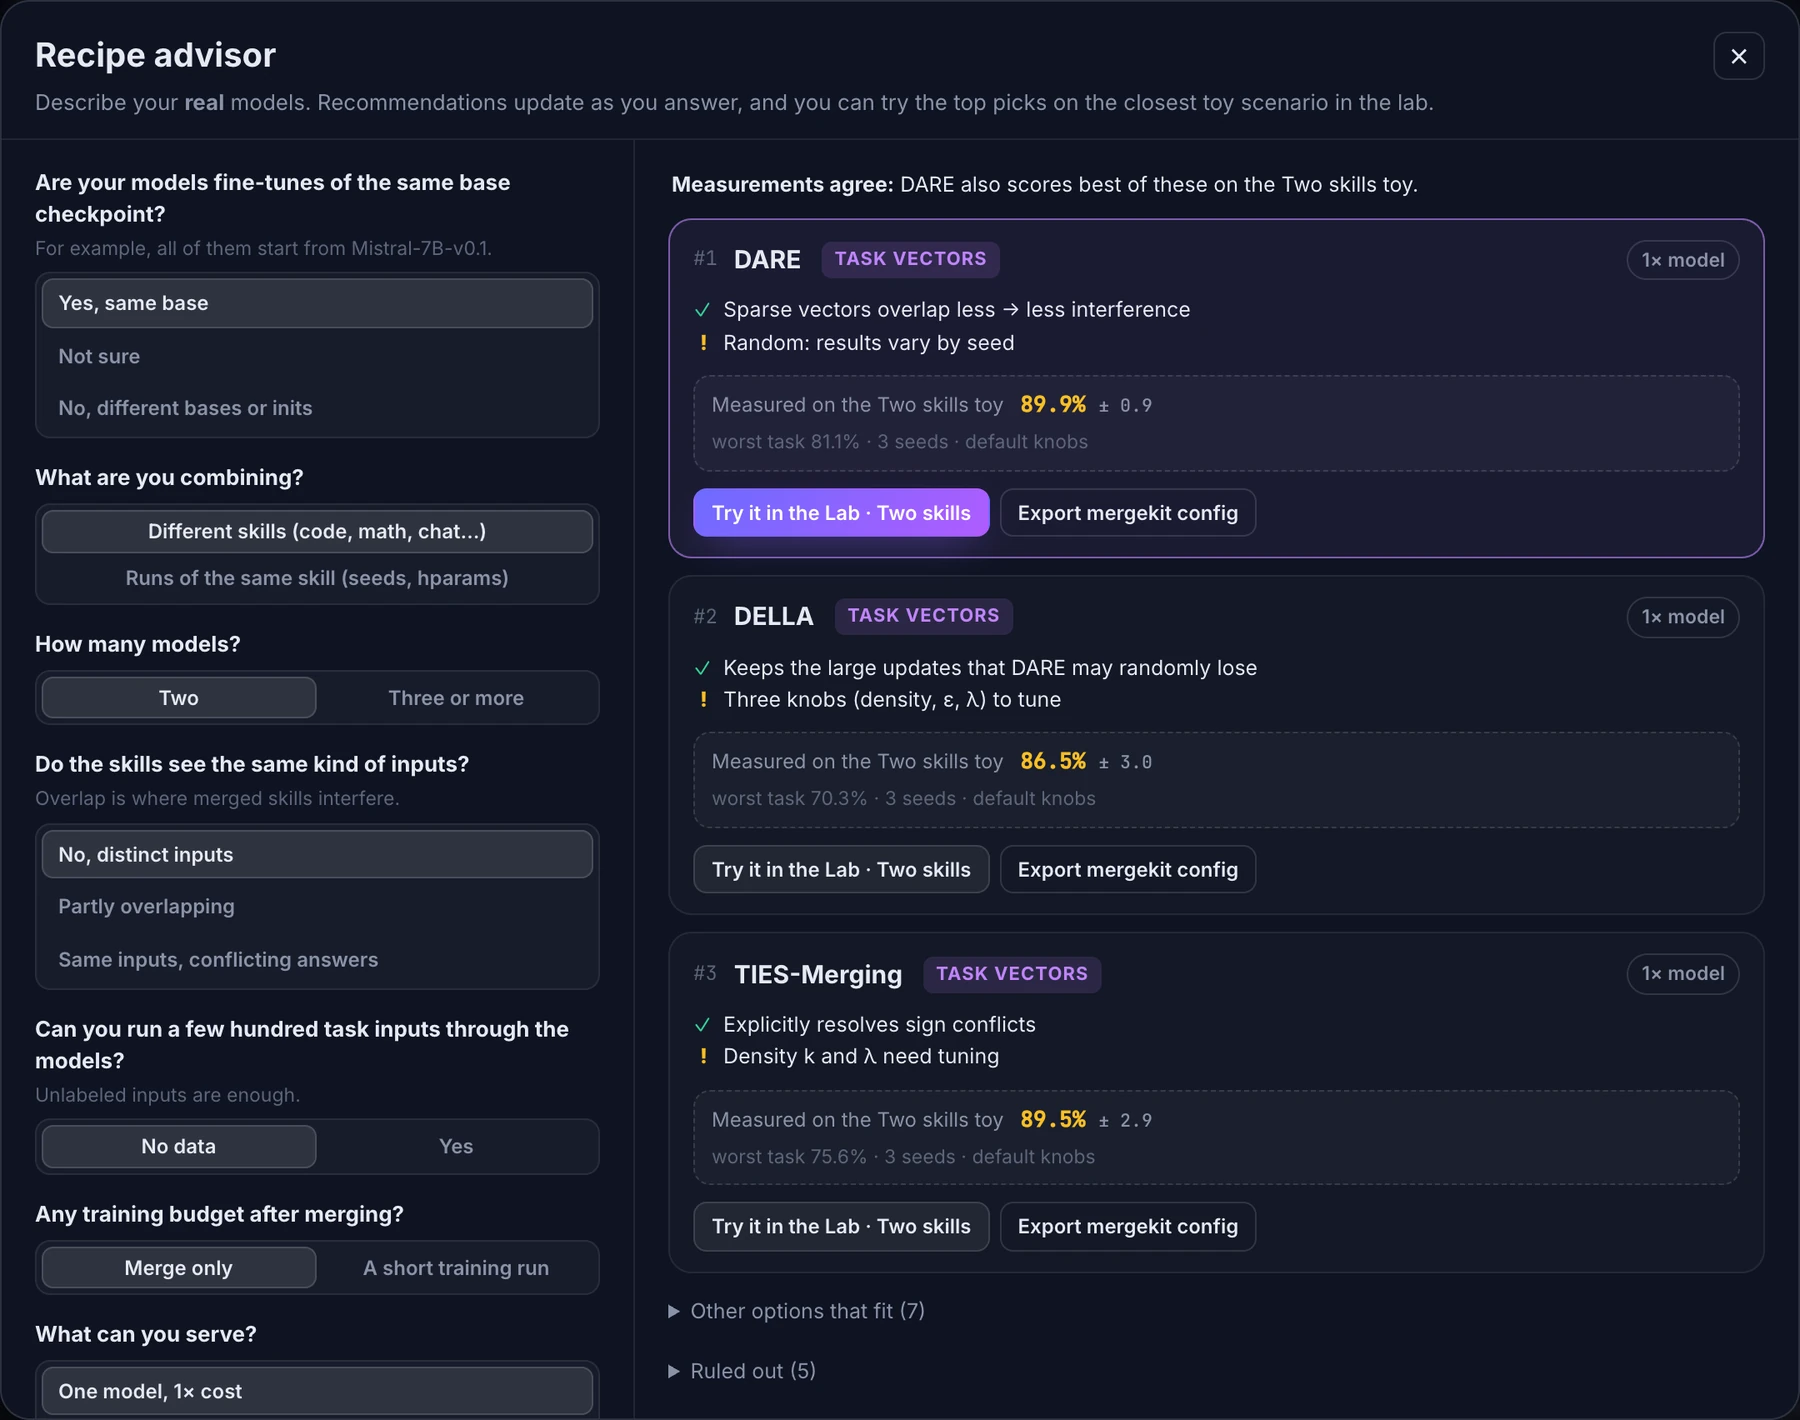 Recipe advisor
Describe your real models. Recommendations update as you answer, and you can try the top picks on the closest toy scenario in the lab.
Are your models fine-tunes of the same base
checkpoint?
For example, all of them start from Mistral-7B-v0.1.
Yes, same base
Not sure
No, different bases or inits
What are you combining?
Different skills (code, math, chat…)
Runs of the same skill (seeds, hparams)
How many models?
Two
Three or more
Do the skills see the same kind of inputs?
Overlap is where merged skills interfere.
No, distinct inputs
Partly overlapping
Same inputs, conflicting answers
Can you run a few hundred task inputs through the
models?
Unlabeled inputs are enough.
No data
Yes
Any training budget after merging?
Merge only
A short training run
What can you serve?
One model, 1× cost
Measurements agree: DARE also scores best of these on the Two skills toy.
#1 DARE TASK VECTORS 1× model
✓ Sparse vectors overlap less → less interference
! Random: results vary by seed
Measured on the Two skills toy 89.9% ± 0.9
worst task 81.1% · 3 seeds · default knobs
Try it in the Lab · Two skills
Export mergekit config
#2 DELLA TASK VECTORS 1× model
✓ Keeps the large updates that DARE may randomly lose
! Three knobs (density, ε, λ) to tune
Measured on the Two skills toy 86.5% ± 3.0
worst task 70.3% · 3 seeds · default knobs
Try it in the Lab · Two skills
Export mergekit config
#3 TIES-Merging TASK VECTORS 1× model
✓ Explicitly resolves sign conflicts
! Density k and λ need tuning
Measured on the Two skills toy 89.5% ± 2.9
worst task 75.6% · 3 seeds · default knobs
Try it in the Lab · Two skills
Export mergekit config
▶ Other options that fit (7)
▶ Ruled out (5)